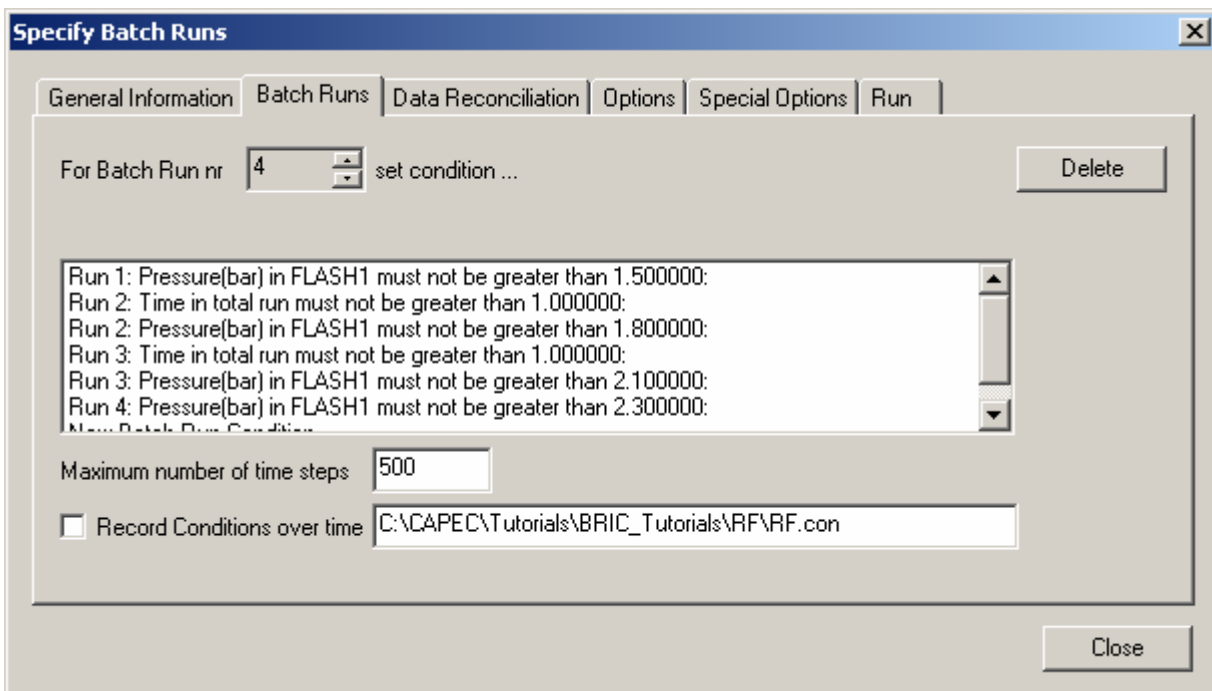 Specify Batch Runs
General Information Batch Runs Data Reconciliation Options Special Options Run
For Batch Run nr 4 set condition ... Delete
Run 1: Pressure(bar) in FLASH1 must not be greater than 1.500000:
Run 2: Time in total run must not be greater than 1.000000:
Run 2: Pressure(bar) in FLASH1 must not be greater than 1.800000:
Run 3: Time in total run must not be greater than 1.000000:
Run 3: Pressure(bar) in FLASH1 must not be greater than 2.100000:
Run 4: Pressure(bar) in FLASH1 must not be greater than 2.300000:
New Batch Run Condition
Maximum number of time steps 500
Record Conditions over time C:\CAPEC\Tutorials\BRIC_Tutorials\RF\RF.con
Close